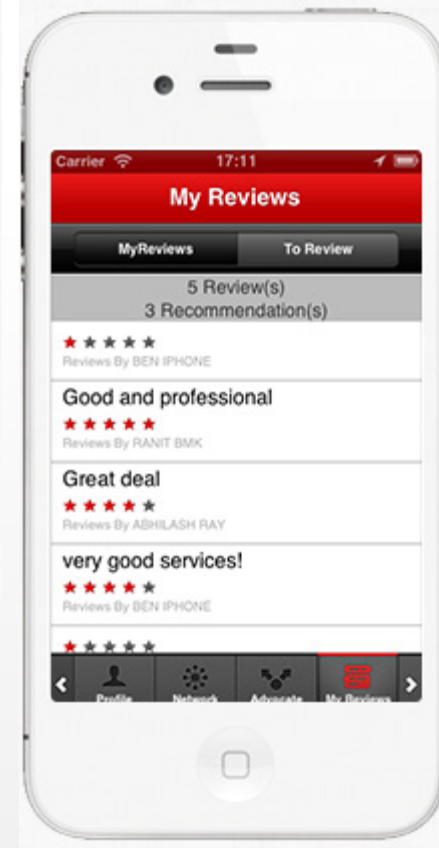 Carrier 17:11
My Reviews
MyReviews To Review
5 Review(s)
3 Recommendation(s)
Reviews By BEN IPHONE
Good and professional
Reviews By RANIT BMK
Great deal
Reviews By ABHILASH RAY
very good services!
Reviews By BEN IPHONE
Profile Network Advocate My Reviews